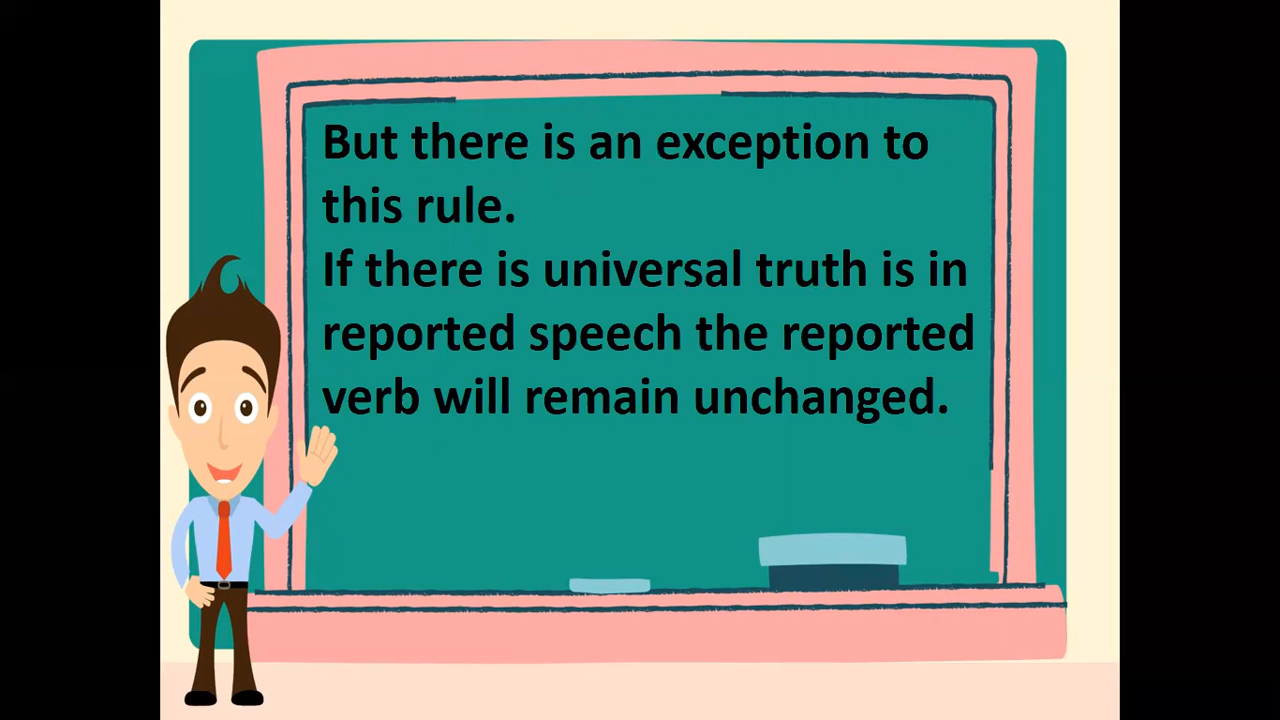 But there is an exception to
this rule.
If there is universal truth is in
reported speech the reported
verb will remain unchanged.